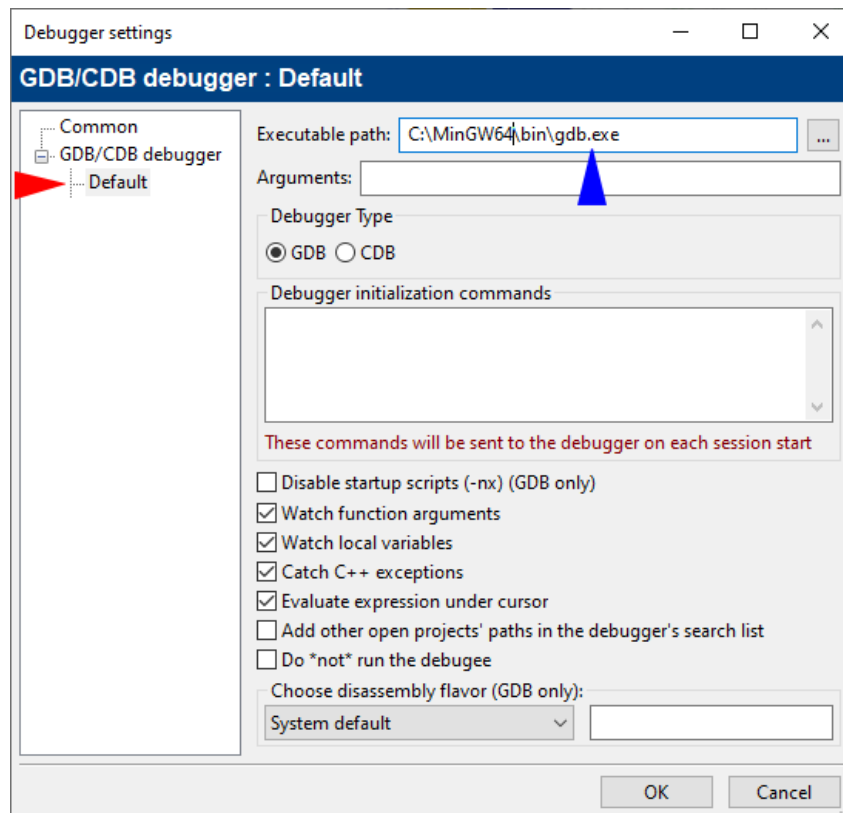 Debugger settings
GDB/CDB debugger : Default
Common
GDB/CDB debugger
Default
Executable path: C:\MinGW64\bin\gdb.exe ...
Arguments:
Debugger Type
GDB CDB
Debugger initialization commands
These commands will be sent to the debugger on each session start
Disable startup scripts (-nx) (GDB only)
Watch function arguments
Watch local variables
Catch C++ exceptions
Evaluate expression under cursor
Add other open projects' paths in the debugger's search list
Do *not* run the debugee
Choose disassembly flavor (GDB only):
System default
OK Cancel